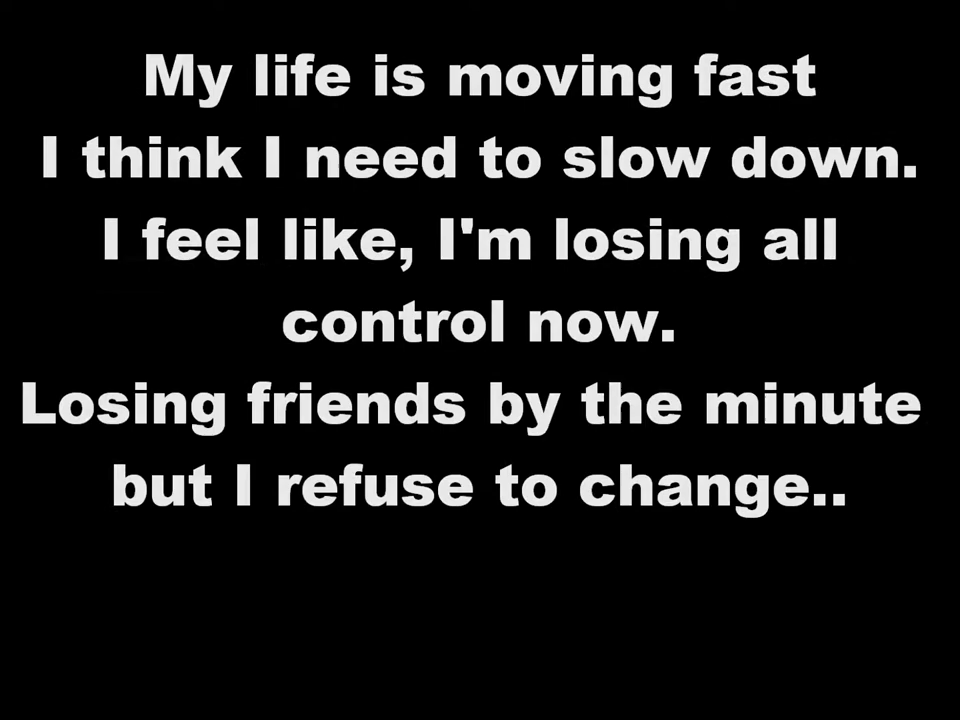 My life is moving fast
I think I need to slow down.
I feel like, I'm losing all
control now.
Losing friends by the minute
but I refuse to change..